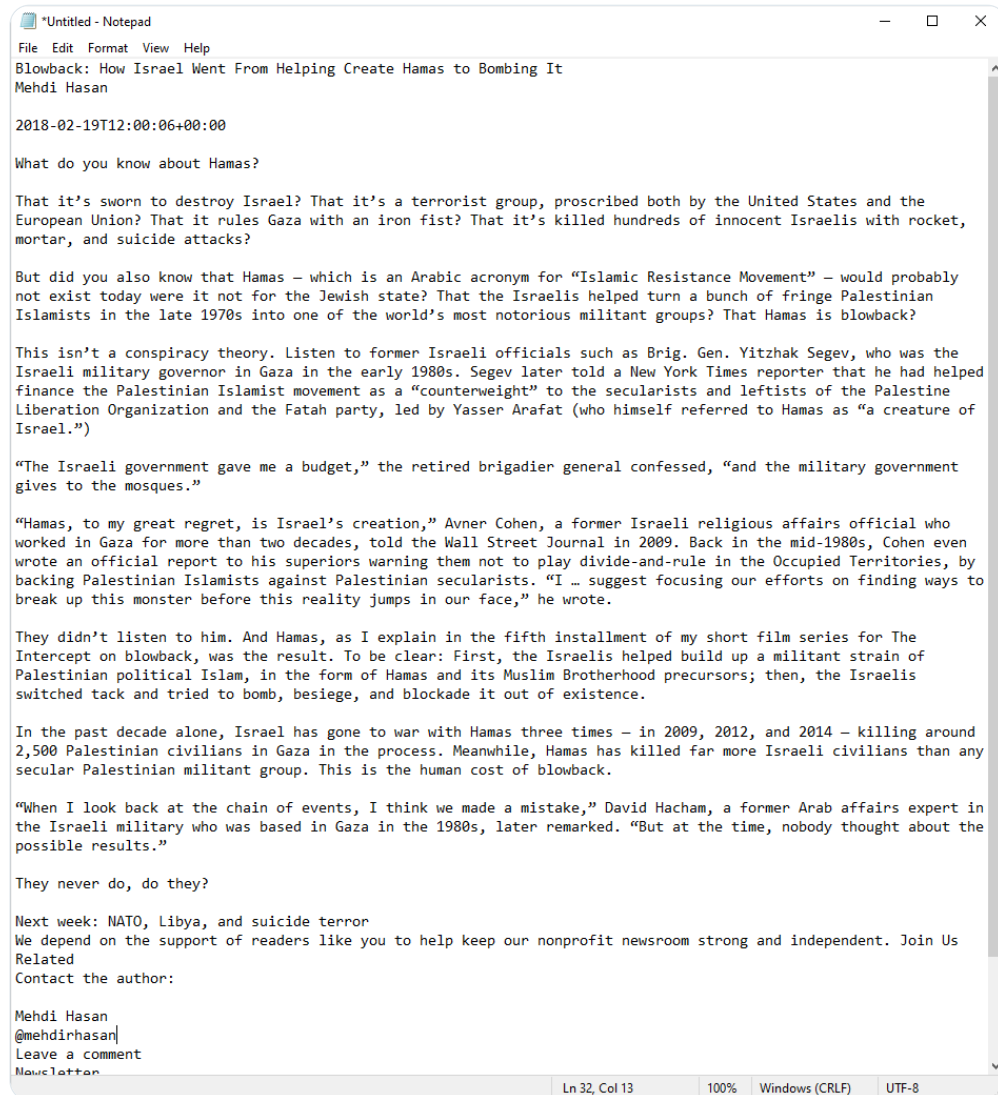 *Untitled - Notepad
File Edit Format View Help
Blowback: How Israel Went From Helping Create Hamas to Bombing It
Mehdi Hasan
2018-02-19T12:00:06+00:00
What do you know about Hamas?
That it’s sworn to destroy Israel? That it’s a terrorist group, proscribed both by the United States and the
European Union? That it rules Gaza with an iron fist? That it’s killed hundreds of innocent Israelis with rocket,
mortar, and suicide attacks?
But did you also know that Hamas — which is an Arabic acronym for “Islamic Resistance Movement” — would probably
not exist today were it not for the Jewish state? That the Israelis helped turn a bunch of fringe Palestinian
Islamists in the late 1970s into one of the world’s most notorious militant groups? That Hamas is blowback?
This isn’t a conspiracy theory. Listen to former Israeli officials such as Brig. Gen. Yitzhak Segev, who was the
Israeli military governor in Gaza in the early 1980s. Segev later told a New York Times reporter that he had helped
finance the Palestinian Islamist movement as a “counterweight” to the secularists and leftists of the Palestine
Liberation Organization and the Fatah party, led by Yasser Arafat (who himself referred to Hamas as “a creature of
Israel.”)
“The Israeli government gave me a budget,” the retired brigadier general confessed, “and the military government
gives to the mosques.”
“Hamas, to my great regret, is Israel’s creation,” Avner Cohen, a former Israeli religious affairs official who
worked in Gaza for more than two decades, told the Wall Street Journal in 2009. Back in the mid-1980s, Cohen even
wrote an official report to his superiors warning them not to play divide-and-rule in the Occupied Territories, by
backing Palestinian Islamists against Palestinian secularists. “I … suggest focusing our efforts on finding ways to
break up this monster before this reality jumps in our face,” he wrote.
They didn’t listen to him. And Hamas, as I explain in the fifth installment of my short film series for The
Intercept on blowback, was the result. To be clear: First, the Israelis helped build up a militant strain of
Palestinian political Islam, in the form of Hamas and its Muslim Brotherhood precursors; then, the Israelis
switched tack and tried to bomb, besiege, and blockade it out of existence.
In the past decade alone, Israel has gone to war with Hamas three times — in 2009, 2012, and 2014 — killing around
2,500 Palestinian civilians in Gaza in the process. Meanwhile, Hamas has killed far more Israeli civilians than any
secular Palestinian militant group. This is the human cost of blowback.
“When I look back at the chain of events, I think we made a mistake,” David Hacham, a former Arab affairs expert in
the Israeli military who was based in Gaza in the 1980s, later remarked. “But at the time, nobody thought about the
possible results.”
They never do, do they?
Next week: NATO, Libya, and suicide terror
We depend on the support of readers like you to help keep our nonprofit newsroom strong and independent. Join Us
Related
Contact the author:
Mehdi Hasan
@mehdirhasan
Leave a comment
Newsletter
Ln 32, Col 13 100% Windows (CRLF) UTF-8